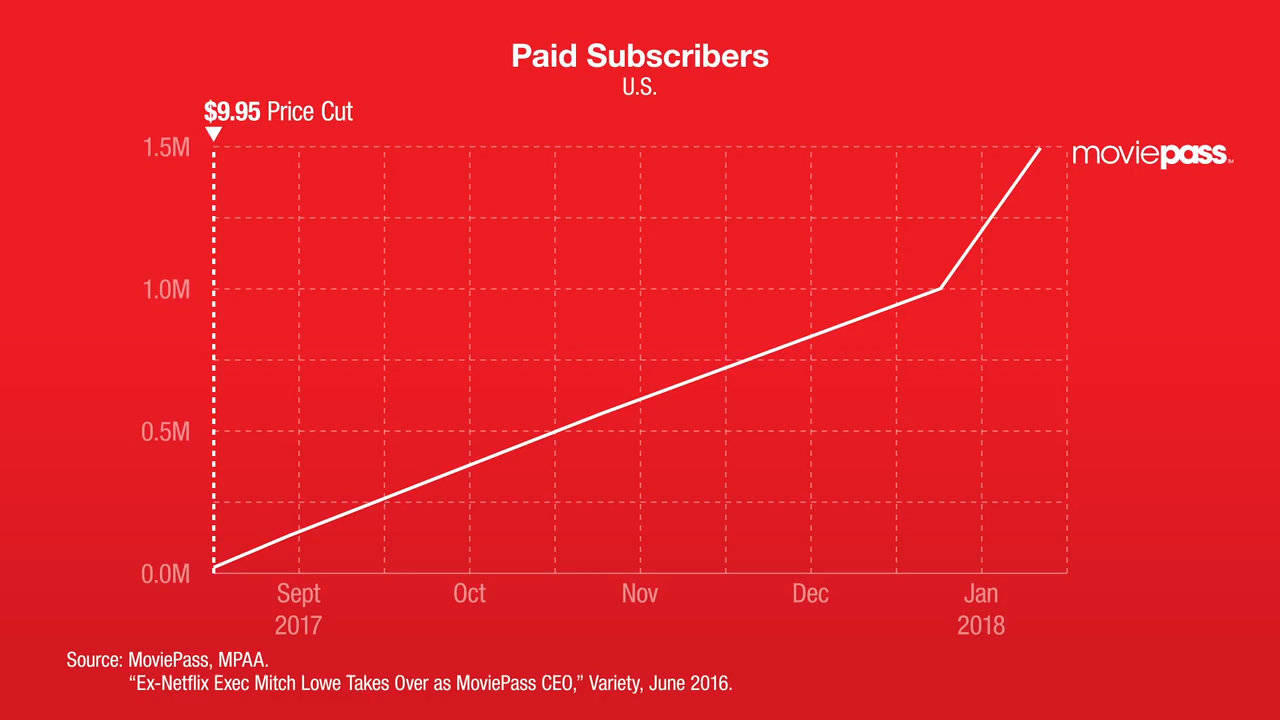 Paid Subscribers
U.S.
$9.95 Price Cut
1.5M
moviepass™
1.0M
0.5M
0.0M
Sept Oct Nov Dec Jan
2017 2018
Source: MoviePass, MPAA.
“Ex-Netflix Exec Mitch Lowe Takes Over as MoviePass CEO,” Variety, June 2016.